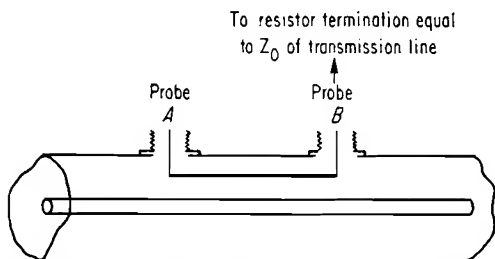 To resistor termination equal
to Z₀ of transmission line
Probe
A
Probe
B